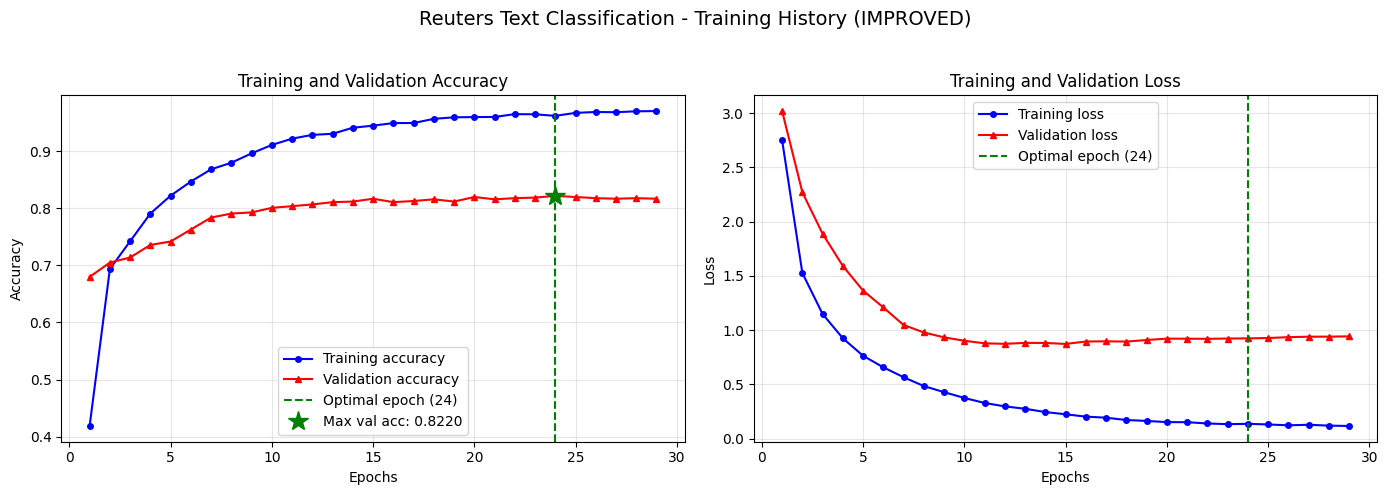 Reuters Text Classification - Training History (IMPROVED)
Training and Validation Accuracy
Accuracy
0.9
0.8
0.7
0.6
0.5
0.4
Training accuracy
Validation accuracy
Optimal epoch (24)
Max val acc: 0.8220
0 5 10 15 20 25 30
Epochs
Training and Validation Loss
Loss
3.0
2.5
2.0
1.5
1.0
0.5
0.0
Training loss
Validation loss
Optimal epoch (24)
0 5 10 15 20 25 30
Epochs